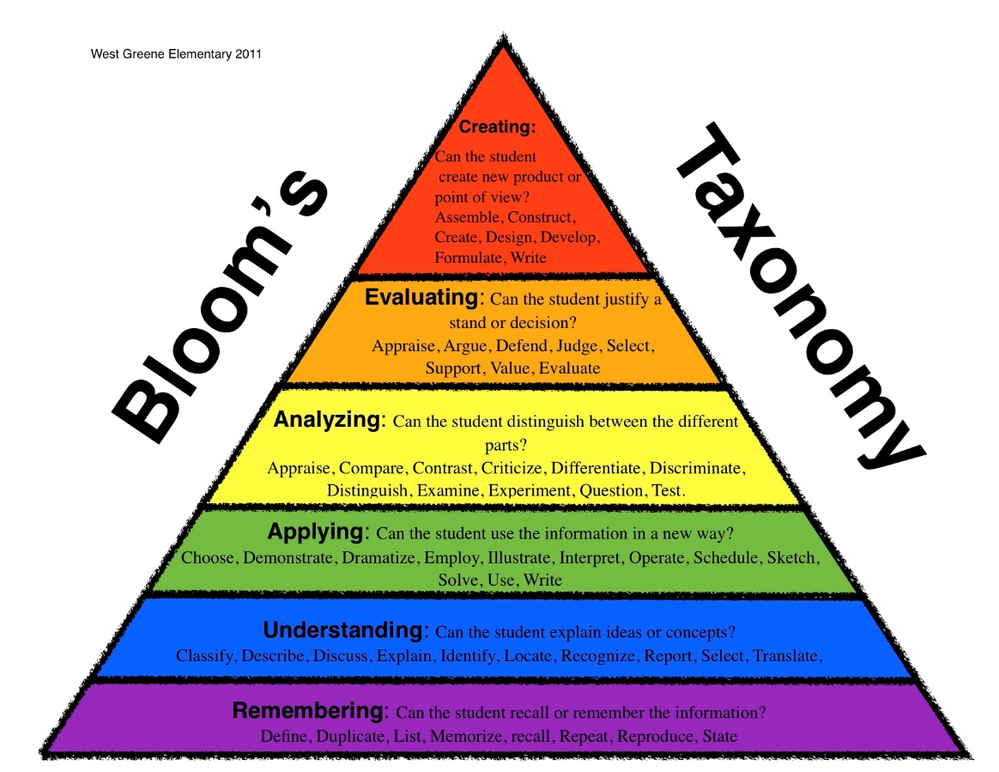 West Greene Elementary 2011
Bloom's
Taxonomy
Creating:
Can the student
create new product or
point of view?
Assemble, Construct,
Create, Design, Develop,
Formulate, Write
Evaluating: Can the student justify a
stand or decision?
Appraise, Argue, Defend, Judge, Select,
Support, Value, Evaluate
Analyzing: Can the student distinguish between the different
parts?
Appraise, Compare, Contrast, Criticize, Differentiate, Discriminate,
Distinguish, Examine, Experiment, Question, Test.
Applying: Can the student use the information in a new way?
Choose, Demonstrate, Dramatize, Employ, Illustrate, Interpret, Operate, Schedule, Sketch,
Solve, Use, Write
Understanding: Can the student explain ideas or concepts?
Classify, Describe, Discuss, Explain, Identify, Locate, Recognize, Report, Select, Translate,
Remembering: Can the student recall or remember the information?
Define, Duplicate, List, Memorize, recall, Repeat, Reproduce, State